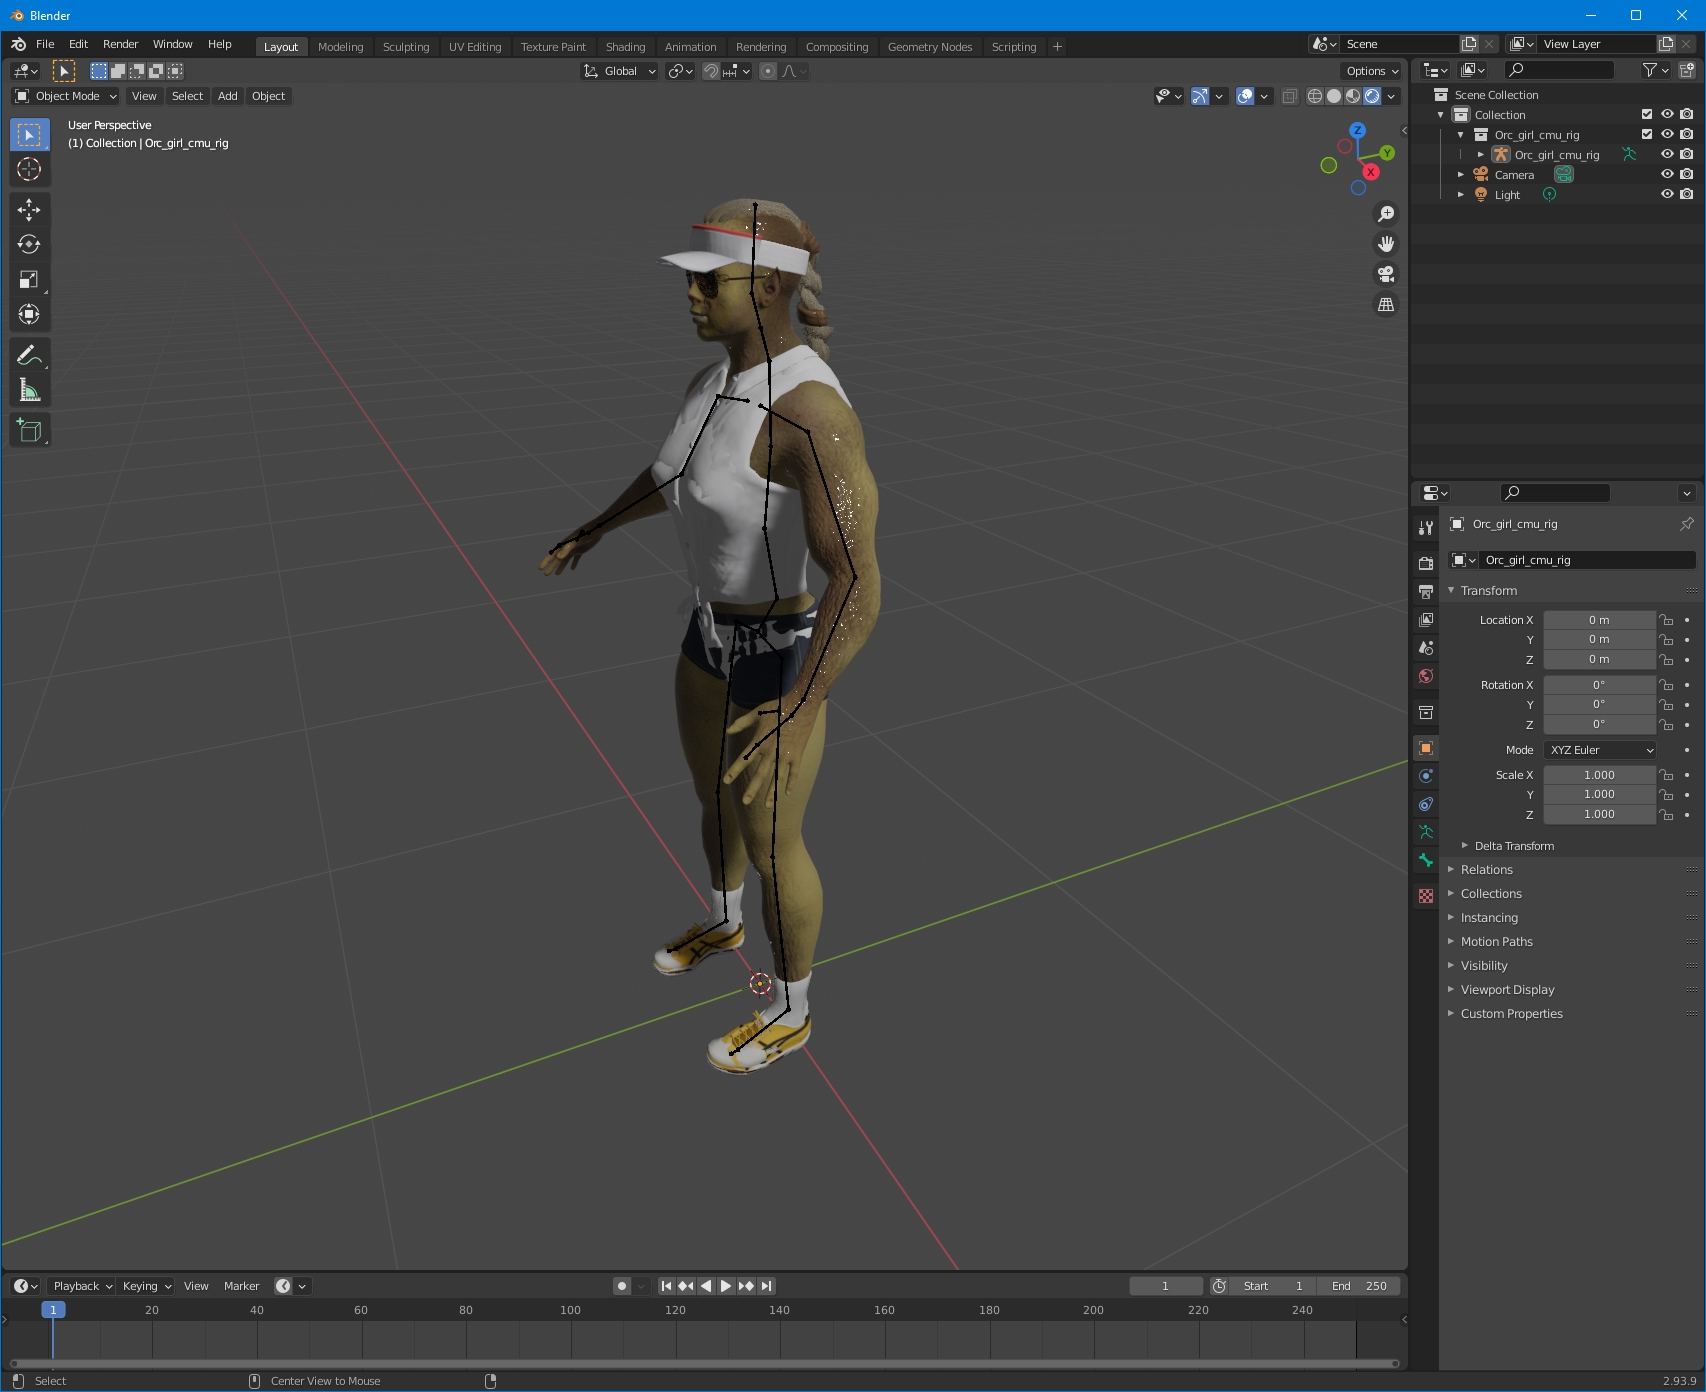 Blender
File Edit Render Window Help
Layout Modeling Sculpting UV Editing Texture Paint Shading Animation Rendering Compositing Geometry Nodes Scripting +
Scene
View Layer
Global
Options
Object Mode View Select Add Object
User Perspective
(1) Collection | Orc_girl_cmu_rig
Z
Y
X
Scene Collection
Collection
Orc_girl_cmu_rig
Orc_girl_cmu_rig
Camera
Light
Orc_girl_cmu_rig
Orc_girl_cmu_rig
Transform
Location X 0 m
Y 0 m
Z 0 m
Rotation X 0°
Y 0°
Z 0°
Mode XYZ Euler
Scale X 1.000
Y 1.000
Z 1.000
Delta Transform
Relations
Collections
Instancing
Motion Paths
Visibility
Viewport Display
Custom Properties
Playback Keying View Marker
1 Start 1 End 250
1 20 40 60 80 100 120 140 160 180 200 220 240
Select
Center View to Mouse
2.93.9